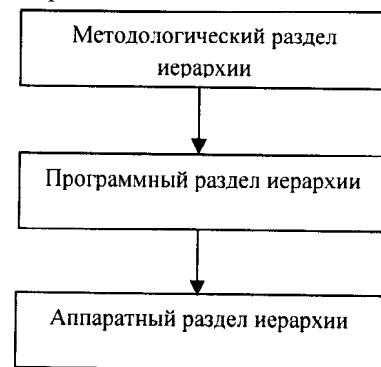 Методологический раздел
иерархии
Программный раздел иерархии
Аппаратный раздел иерархии